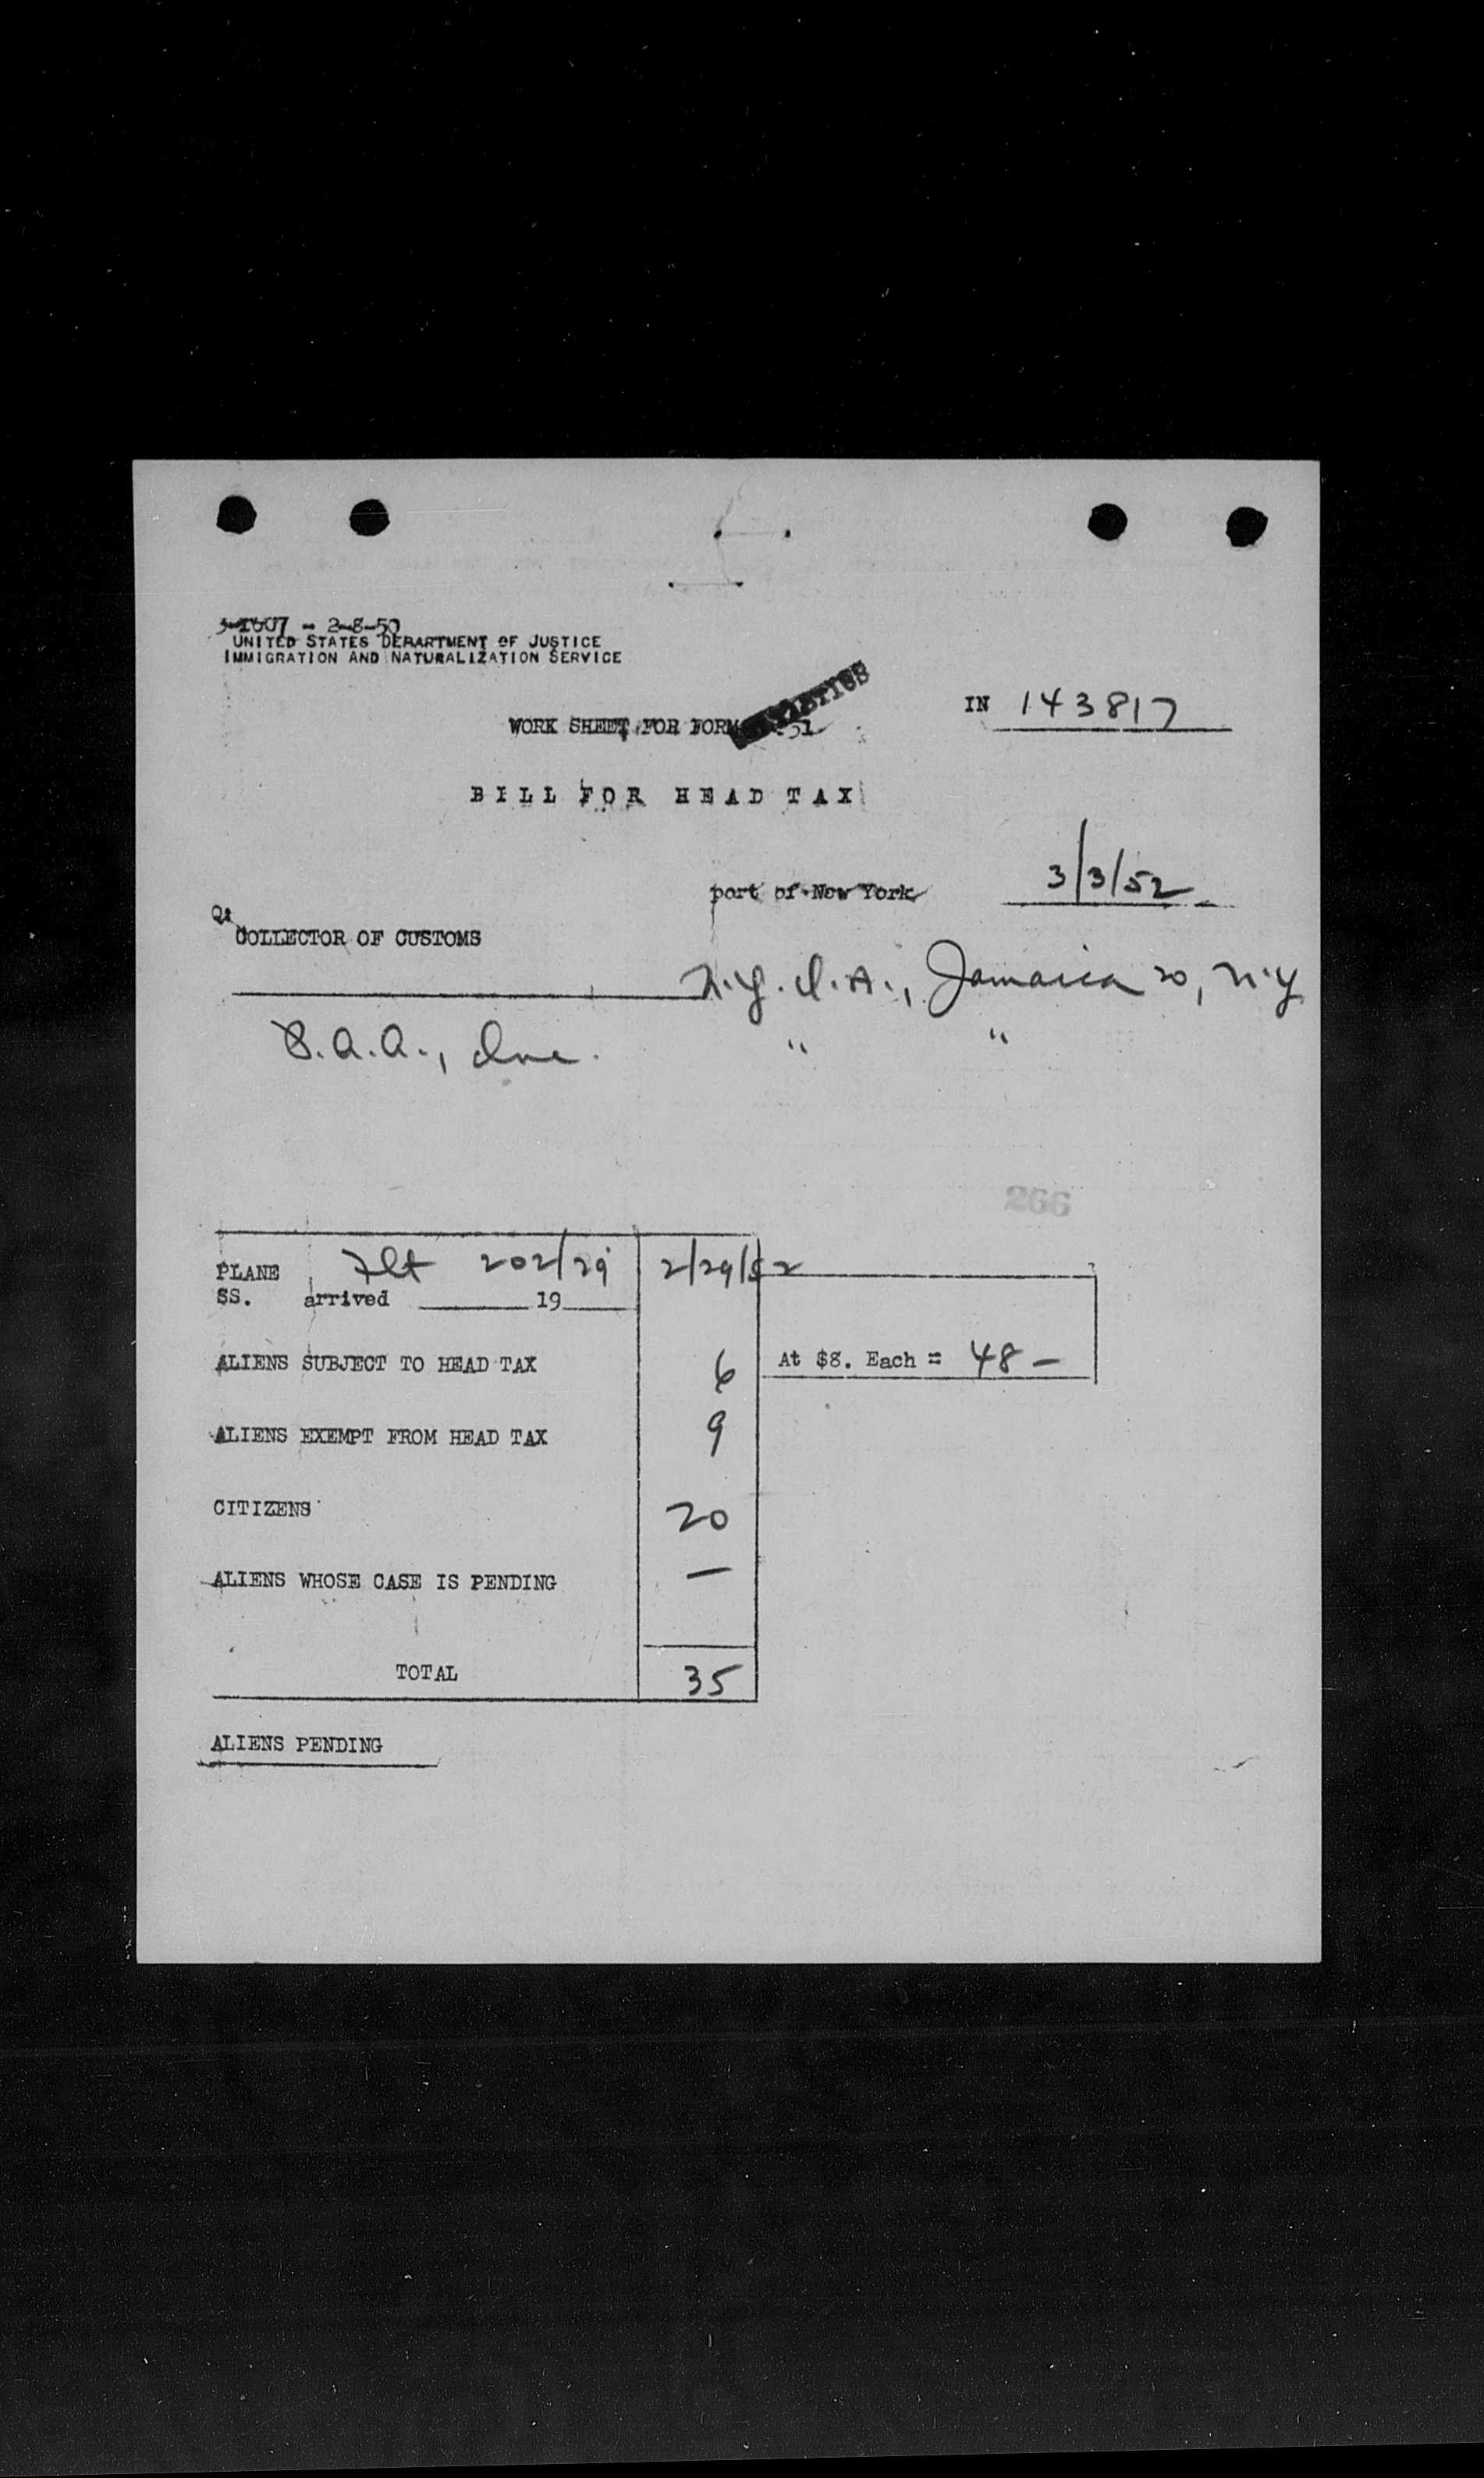 2-8-50
UNITED STATES DEPARTMENT OF JUSTICE
IMMIGRATION AND NATURALIZATION SERVICE
STATISTICS
IN 143817
WORK SHEET FOR FORM
BILL FOR HEAD TAX
port of New York 3/3/52
COLLECTOR OF CUSTOMS
N.Y.I.A., Jamaica 20, N.Y
" "
A.A., Inc.
266
PLANE Flt 202/29 2/29/52
SS. arrived 19
ALIENS SUBJECT TO HEAD TAX 6 At $8. Each = 48 –
ALIENS EXEMPT FROM HEAD TAX 9
CITIZENS 20
ALIENS WHOSE CASE IS PENDING –
TOTAL 35
ALIENS PENDING